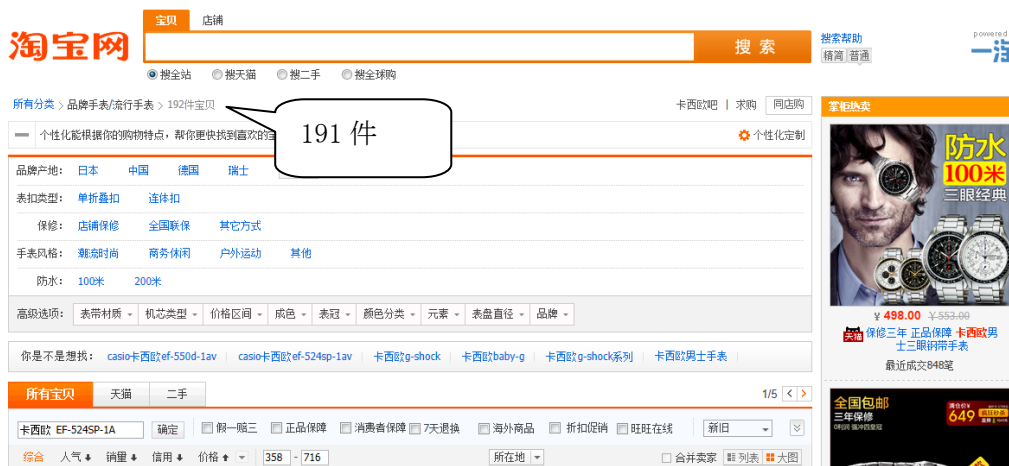 宝贝 店铺
淘宝网
搜 索
搜索帮助
精简 普通
powered
一淘
搜全站 搜天猫 搜二手 搜全球购
所有分类 > 品牌手表/流行手表 > 192件宝贝
卡西欧吧 | 求购 同店购
191 件
个性化能根据你的购物特点，帮你更快找到喜欢的
个性化定制
品牌产地： 日本 中国 德国 瑞士
表扣类型： 单折叠扣 连体扣
保修： 店铺保修 全国联保 其它方式
手表风格： 潮流时尚 商务休闲 户外运动 其他
防水： 100米 200米
高级选项： 表带材质 机芯类型 价格区间 成色 表冠 颜色分类 元素 表盘直径 品牌
你是不是想找： casio卡西欧ef-550d-1av casio卡西欧ef-524sp-1av 卡西欧g-shock 卡西欧baby-g 卡西欧g-shock系列 卡西欧男士手表
所有宝贝 天猫 二手
1/5 < >
卡西欧 EF-524SP-1A 确定 假一赔三 正品保障 消费者保障 7天退换 海外商品 折扣促销 旺旺在线 新旧
综合 人气 销量 信用 价格 358 - 716 所在地 合并卖家 列表 大图
掌柜热卖
防水
100米
三眼经典
¥ 498.00 ¥553.00
天猫 保修三年 正品保障 卡西欧男
士三眼钢带手表
最近成交848笔
全国包邮
三年保修
649